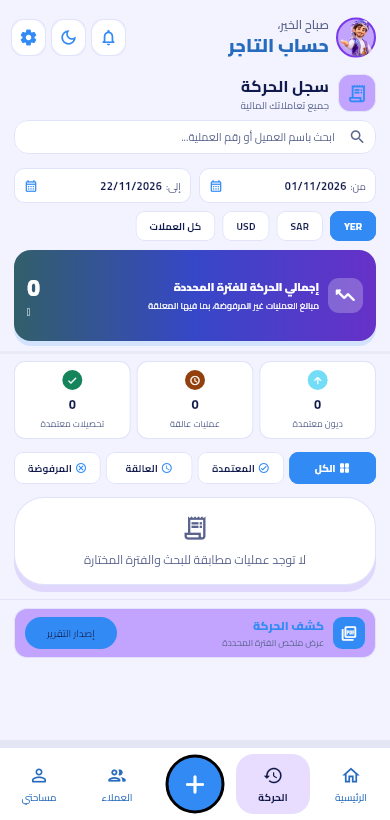 صباح الخير،
حساب التاجر
سجل الحركة
جميع تعاملاتك المالية
ابحث باسم العميل أو رقم العملية...
من: 01/11/2026
إلى: 22/11/2026
YER
SAR
USD
كل العملات
إجمالي الحركة للفترة المحددة
مبالغ العمليات غير المرفوضة، بما فيها المعلقة
0
0
ديون معتمدة
0
عمليات عالقة
0
تحصيلات معتمدة
الكل
المعتمدة
العالقة
المرفوضة
لا توجد عمليات مطابقة للبحث والفترة المختارة
كشف الحركة
عرض ملخص الفترة المحددة
إصدار التقرير
الرئيسية
الحركة
العملاء
مساحتي